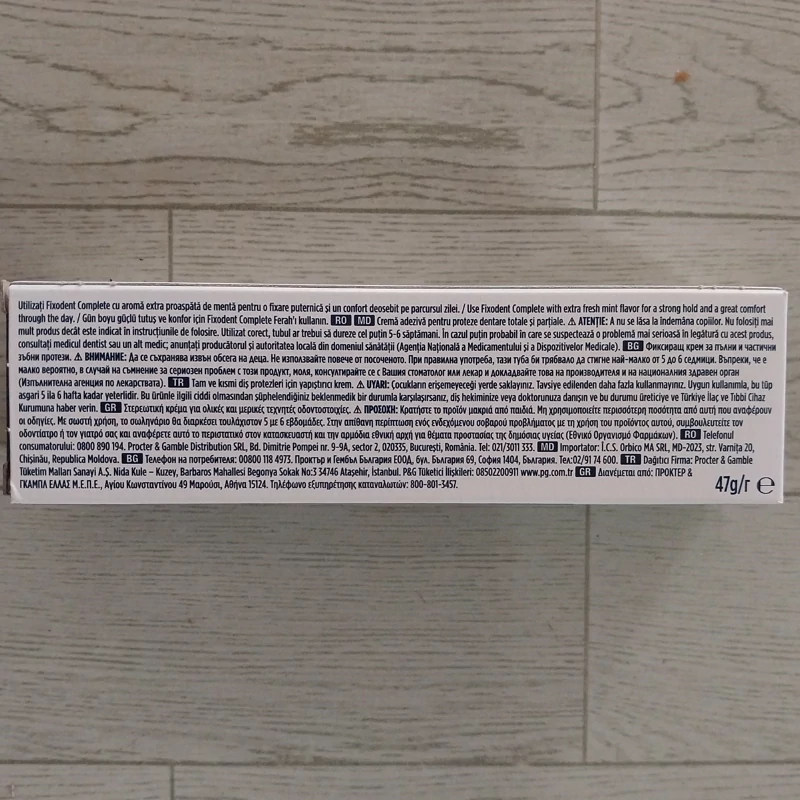 Utilizați Fixodent Complete cu aromă extra proaspătă de mentă pentru o fixare puternică și un confort deosebit pe parcursul zilei. / Use Fixodent Complete with extra fresh mint flavor for a strong hold and a great comfort
through the day. / Gün boyu güçlü tutuş ve konfor için Fixodent Complete Ferah'ı kullanın. RO MD Cremă adezivă pentru proteze dentare totale și parțiale. ⚠ ATENȚIE: A nu se lăsa la îndemâna copiilor. Nu folosiți mai
mult produs decât este indicat în instrucțiunile de folosire. Utilizat corect, tubul ar trebui să dureze cel puțin 5-6 săptămâni. În cazul puțin probabil în care se suspectează o problemă mai serioasă în legătură cu acest produs,
consultați medicul dentist sau un alt medic; anunțați producătorul și autoritatea locală din domeniul sănătății (Agenția Națională a Medicamentului și a Dispozitivelor Medicale). BG Фиксиращ крем за пълни и частични
зъбни протези. ⚠ ВНИМАНИЕ: Да се съхранява извън обсега на деца. Не използвайте повече от посоченото. При правилна употреба, тази туба би трябвало да стигне най-малко от 5 до 6 седмици. Въпреки, че е
малко вероятно, в случай на съмнение за сериозен проблем с този продукт, моля, консултирайте се с Вашия стоматолог или лекар и докладвайте това на производителя и на националния здравен орган
(Изпълнителна агенция по лекарствата). TR Tam ve kısmi diş protezleri için yapıştırıcı krem. ⚠ UYARI: Çocukların erişemeyeceği yerde saklayınız. Tavsiye edilenden daha fazla kullanmayınız. Uygun kullanımla, bu tüp
asgari 5 ila 6 hafta kadar yeterlidir. Bu ürünle ilgili ciddi olmasından şüphelendiğiniz beklenmedik bir durumla karşılaşırsanız, diş hekiminize veya doktorunuza danışın ve bu durumu üreticiye ve Türkiye İlaç ve Tıbbi Cihaz
Kurumuna haber verin. GR Στερεωτική κρέμα για ολικές και μερικές τεχνητές οδοντοστοιχίες. ⚠ ΠΡΟΣΟΧΗ: Κρατήστε το προϊόν μακριά από παιδιά. Μη χρησιμοποιείτε περισσότερη ποσότητα από αυτή που αναφέρουν
οι οδηγίες. Με σωστή χρήση, το σωληνάριο θα διαρκέσει τουλάχιστον 5 με 6 εβδομάδες. Στην απίθανη περίπτωση ενός ενδεχόμενου σοβαρού προβλήματος με τη χρήση του προϊόντος αυτού, συμβουλευτείτε τον
οδοντίατρο ή τον γιατρό σας και αναφέρετε αυτό το περιστατικό στον κατασκευαστή και την αρμόδια εθνική αρχή για θέματα προστασίας της δημόσιας υγείας (Εθνικό Οργανισμό Φαρμάκων). RO Telefonul
consumatorului: 0800 890 194. Procter & Gamble Distribution SRL, Bd. Dimitrie Pompei nr. 9-9A, sector 2, 020335, București, România. Tel: 021/3011 333. MD Importator: Î.C.S. Orbico MA SRL, MD-2023, str. Varnița 20,
Chișinău, Republica Moldova. BG Телефон на потребителя: 00800 118 4973. Проктър и Гембъл България ЕООД, бул. България 69, София 1404, България. Тел:02/91 74 600. TR Dağıtıcı Firma: Procter & Gamble
Tüketim Malları Sanayi A.Ş. Nida Kule – Kuzey, Barbaros Mahallesi Begonya Sokak No:3 34746 Ataşehir, İstanbul. P&G Tüketici İlişkileri: 08502200911 www.pg.com.tr GR Διανέμεται από: ΠΡΟΚΤΕΡ &
ΓΚΑΜΠΛ ΕΛΛΑΣ Μ.Ε.Π.Ε., Αγίου Κωνσταντίνου 49 Μαρούσι, Αθήνα 15124. Τηλέφωνο εξυπηρέτησης καταναλωτών: 800-801-3457.
47g/г ℮